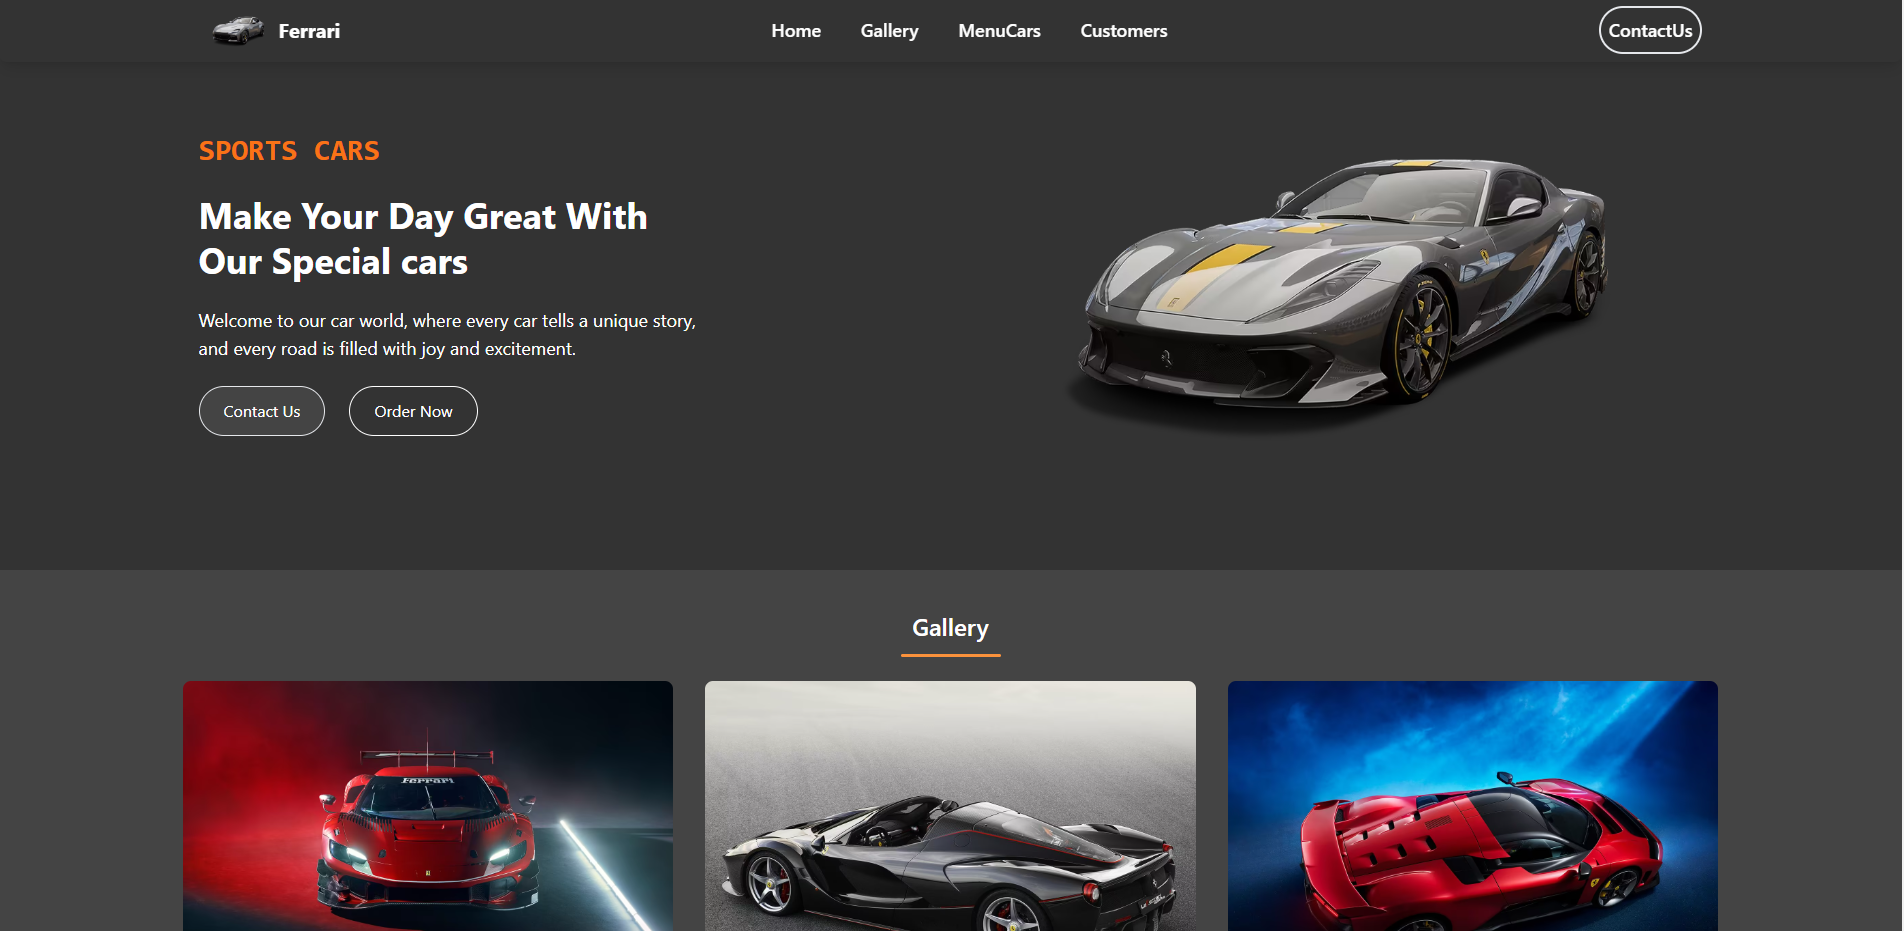 Ferrari
Home
Gallery
MenuCars
Customers
ContactUs
SPORTS CARS
Make Your Day Great With
Our Special cars
Welcome to our car world, where every car tells a unique story,
and every road is filled with joy and excitement.
Contact Us
Order Now
Gallery
Ferrari